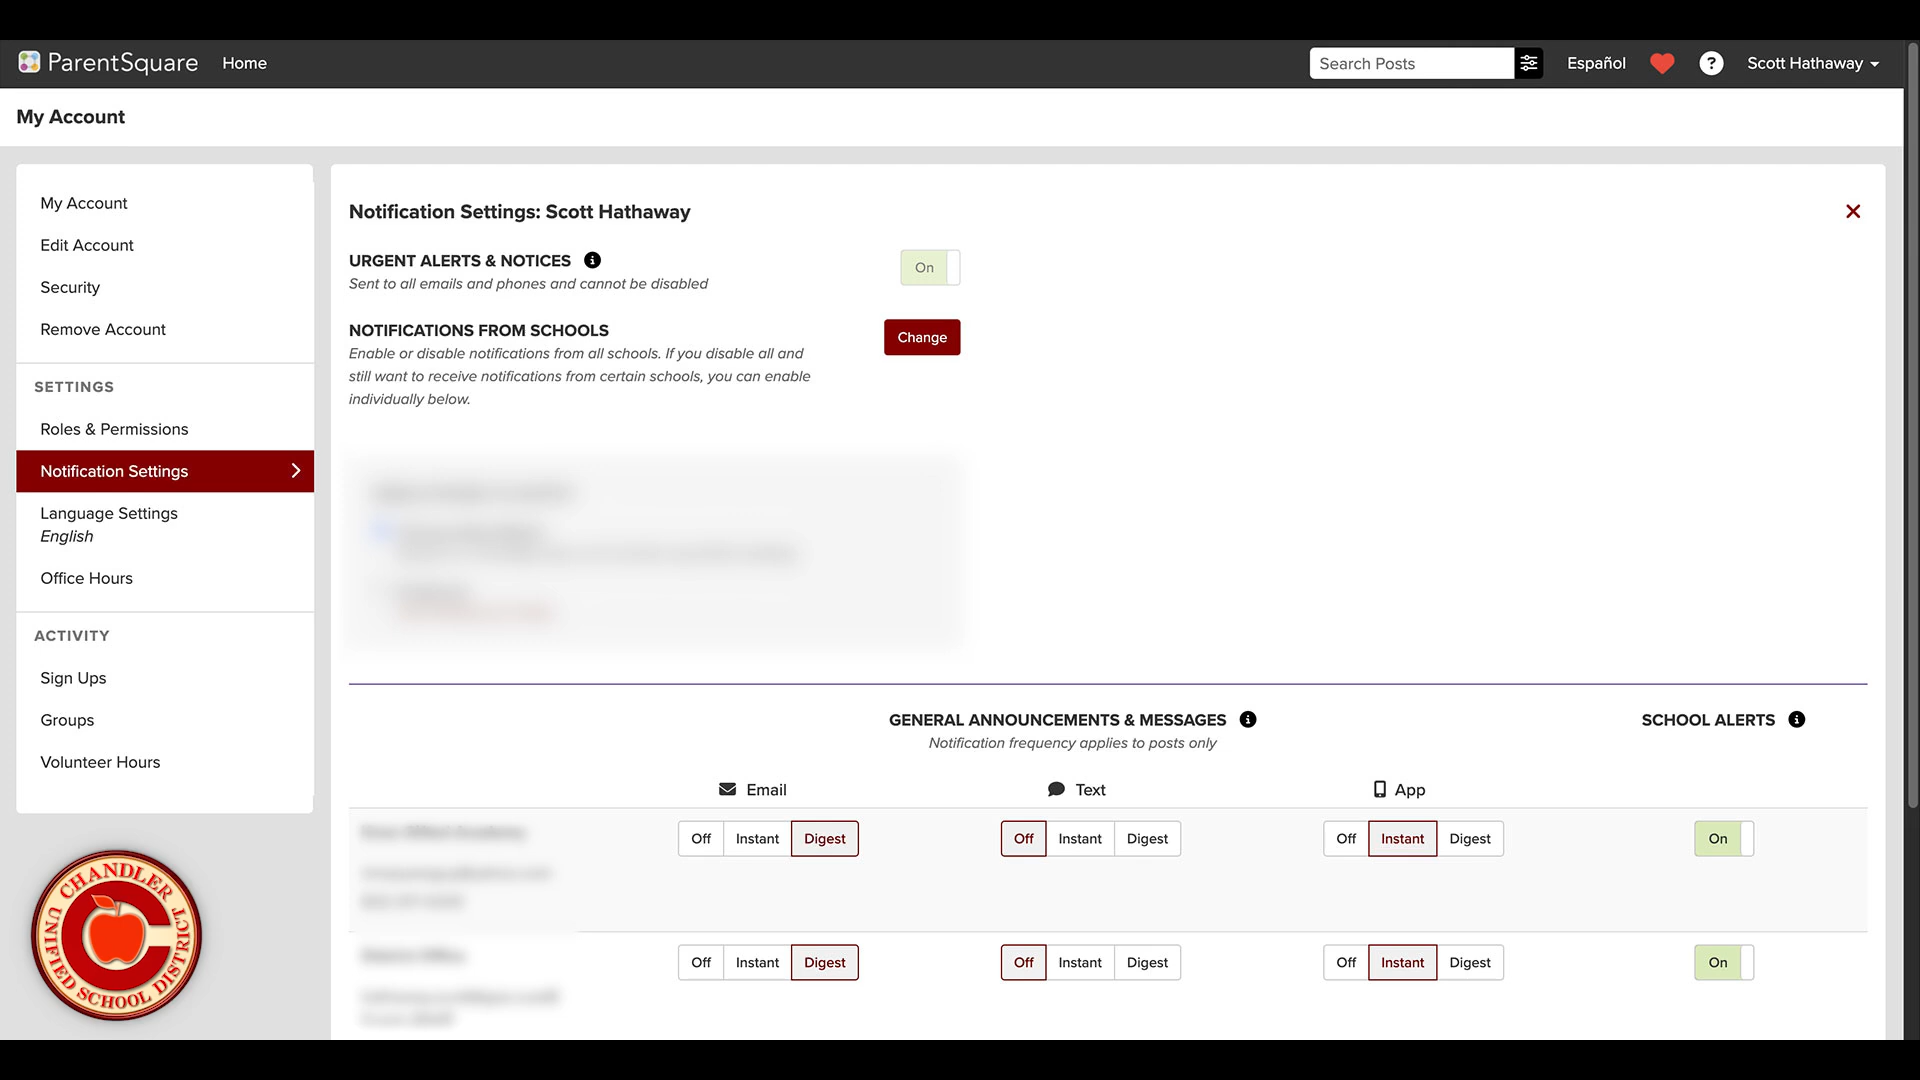 ParentSquare Home Search Posts Español ? Scott Hathaway
My Account
My Account
Edit Account
Security
Remove Account
SETTINGS
Roles & Permissions
Notification Settings
Language Settings
English
Office Hours
ACTIVITY
Sign Ups
Groups
Volunteer Hours
CHANDLER
UNIFIED SCHOOL DISTRICT
Notification Settings: Scott Hathaway
URGENT ALERTS & NOTICES
Sent to all emails and phones and cannot be disabled
On
NOTIFICATIONS FROM SCHOOLS
Change
Enable or disable notifications from all schools. If you disable all and
still want to receive notifications from certain schools, you can enable
individually below.
GENERAL ANNOUNCEMENTS & MESSAGES SCHOOL ALERTS
Notification frequency applies to posts only
Email Text App
Off Instant Digest Off Instant Digest Off Instant Digest On
Off Instant Digest Off Instant Digest Off Instant Digest On